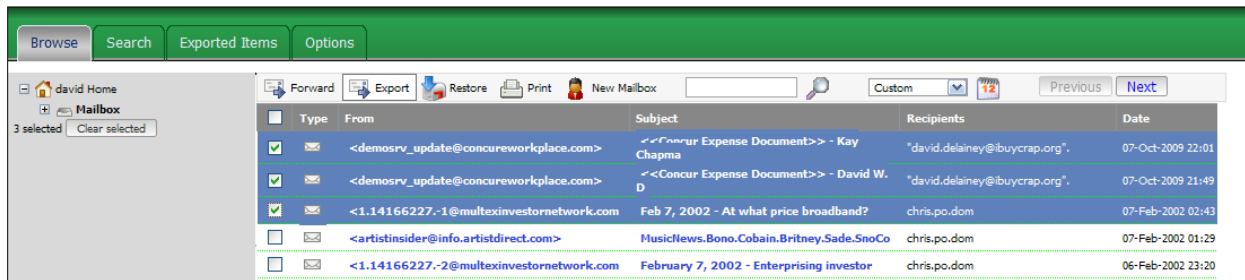 Browse Search Exported Items Options
david Home
Mailbox
3 selected Clear selected
Forward Export Restore Print New Mailbox Custom 12 Previous Next
Type From Subject Recipients Date
<demosrv_update@concureworkplace.com> <<Concur Expense Document>> - Kay Chapma "david.delainey@ibuycrap.org". 07-Oct-2009 22:01
<demosrv_update@concureworkplace.com> <<Concur Expense Document>> - David W. D "david.delainey@ibuycrap.org". 07-Oct-2009 21:49
<1.14166227.-1@multexinvestornetwork.com Feb 7, 2002 - At what price broadband? chris.po.dom 07-Feb-2002 02:43
<artistinsider@info.artistdirect.com> MusicNews.Bono.Cobain.Britney.Sade.SnoCo chris.po.dom 07-Feb-2002 01:29
<1.14166227.-2@multexinvestornetwork.com February 7, 2002 - Enterprising investor chris.po.dom 06-Feb-2002 23:20